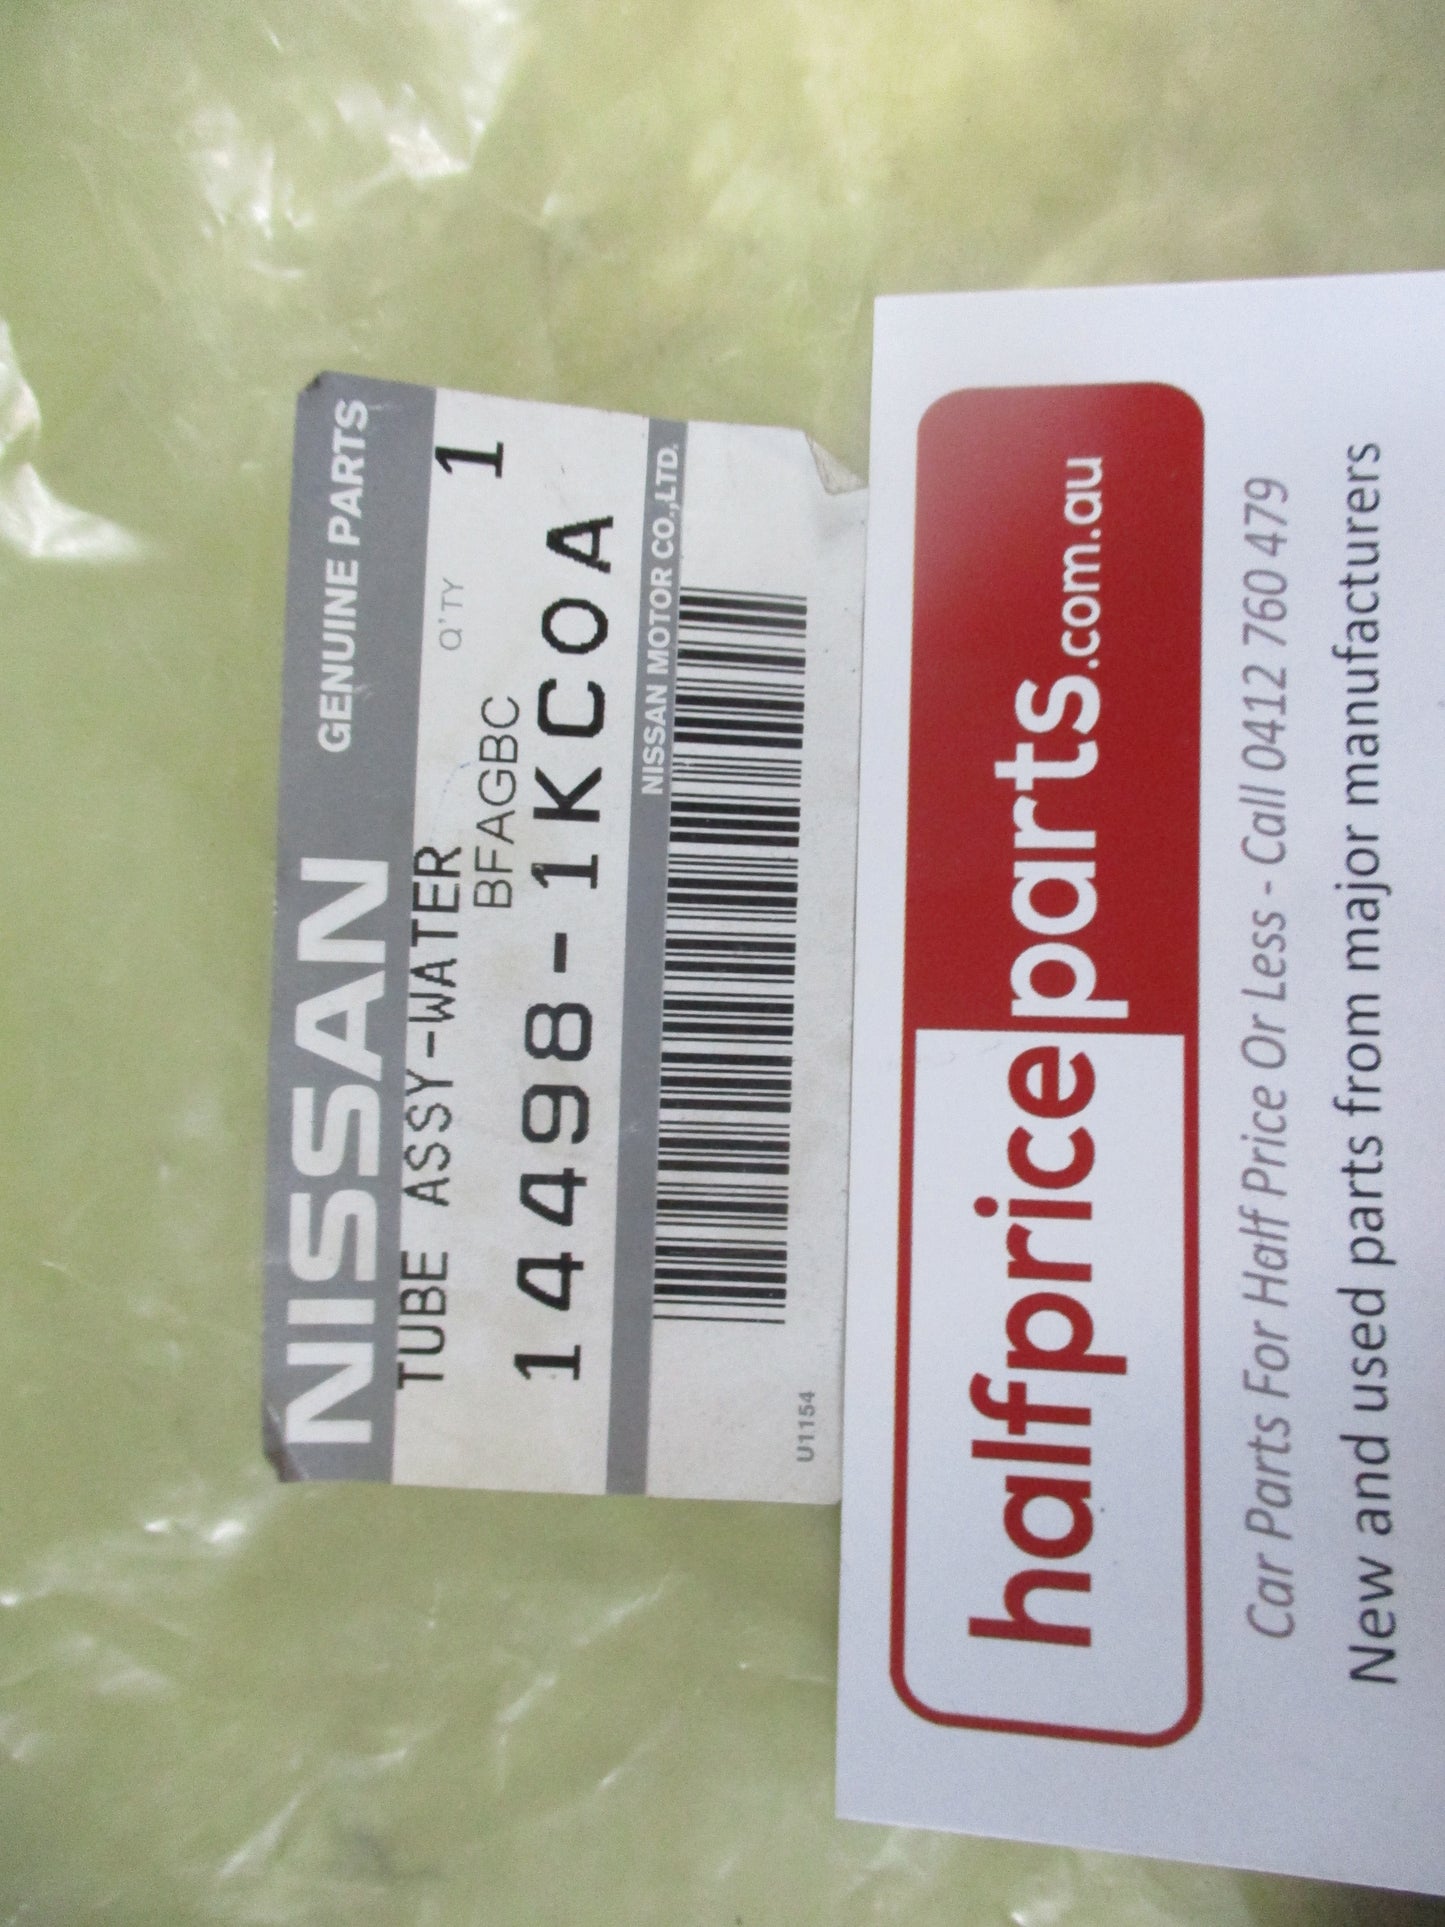 NISSAN GENUINE PARTS
TUBE ASSY-WATER Q'TY 1
BFAGBC
14498-1KC0A
NISSAN MOTOR CO.,LTD.
U1154
halfpriceparts.com.au
Car Parts For Half Price Or Less - Call 0412 760 479
New and used parts from major manufacturers